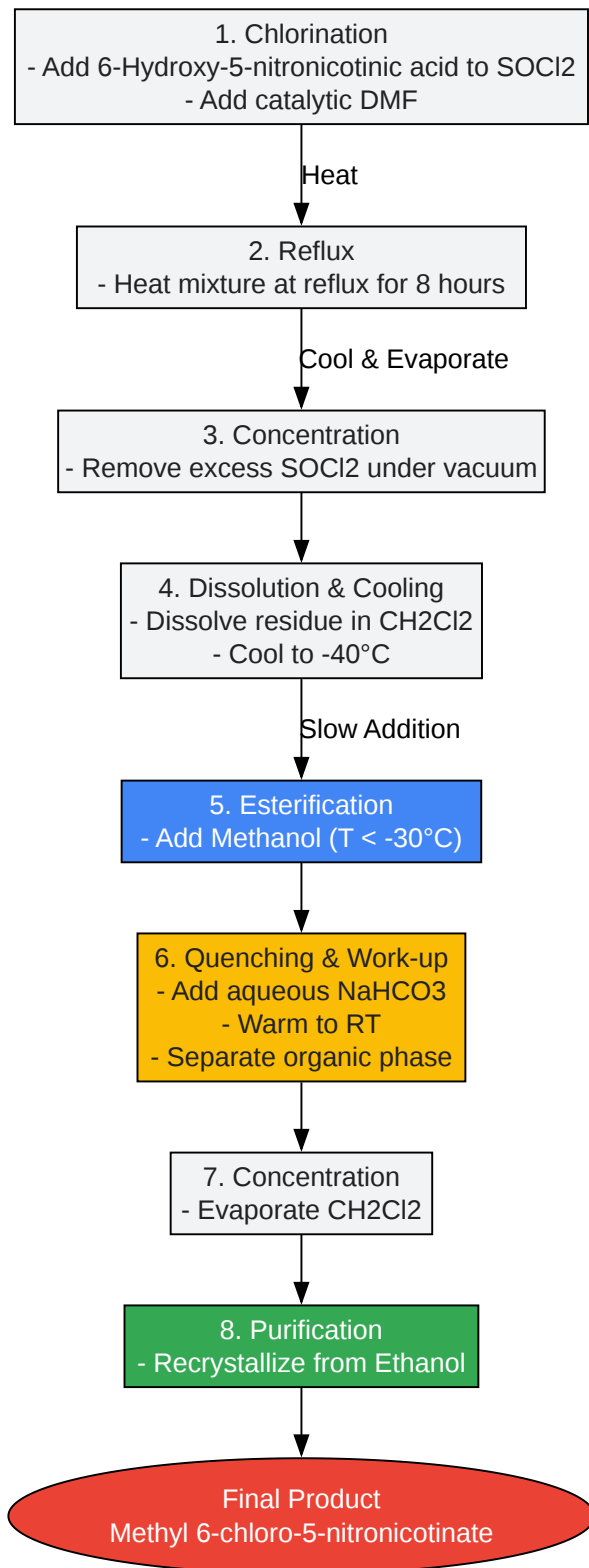 1. Chlorination
- Add 6-Hydroxy-5-nitronicotinic acid to SOCl2
- Add catalytic DMF
Heat
2. Reflux
- Heat mixture at reflux for 8 hours
Cool & Evaporate
3. Concentration
- Remove excess SOCl2 under vacuum
4. Dissolution & Cooling
- Dissolve residue in CH2Cl2
- Cool to -40°C
Slow Addition
5. Esterification
- Add Methanol (T < -30°C)
6. Quenching & Work-up
- Add aqueous NaHCO3
- Warm to RT
- Separate organic phase
7. Concentration
- Evaporate CH2Cl2
8. Purification
- Recrystallize from Ethanol
Final Product
Methyl 6-chloro-5-nitronicotinate